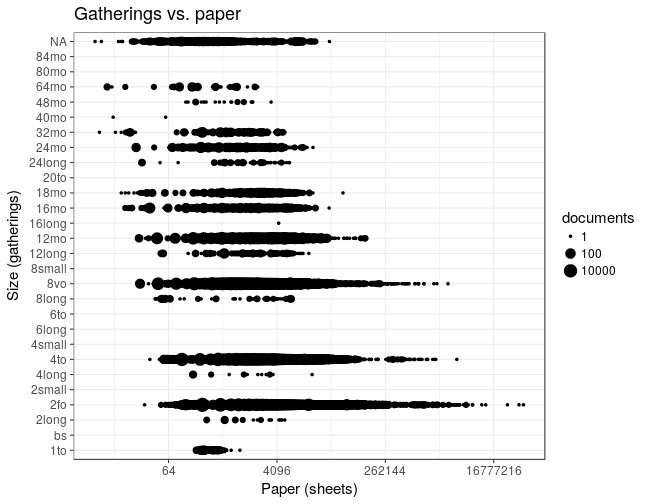 Gatherings vs. paper
NA
84mo
80mo
64mo
48mo
40mo
32mo
24mo
24long
20to
18mo
16mo
16long
12mo
12long
8small
8vo
8long
6to
6long
4small
4to
4long
2small
2fo
2long
bs
1to
Size (gatherings)
64
4096
262144
16777216
Paper (sheets)
documents
1
100
10000